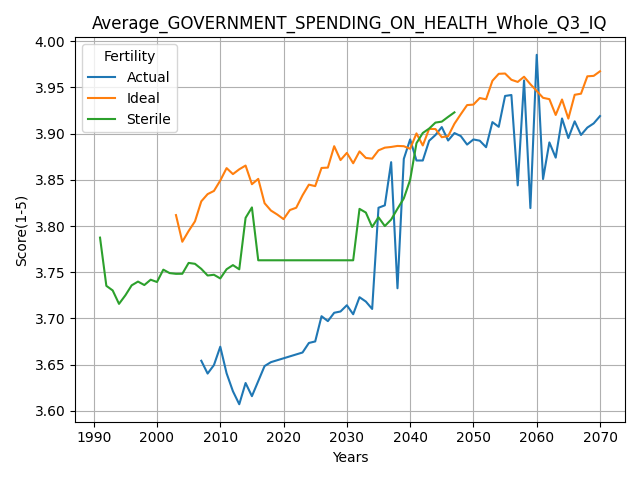 Average_GOVERNMENT_SPENDING_ON_HEALTH_Whole_Q3_IQ
Fertility
Actual
Ideal
Sterile
Score(1-5)
4.00
3.95
3.90
3.85
3.80
3.75
3.70
3.65
3.60
1990 2000 2010 2020 2030 2040 2050 2060 2070
Years